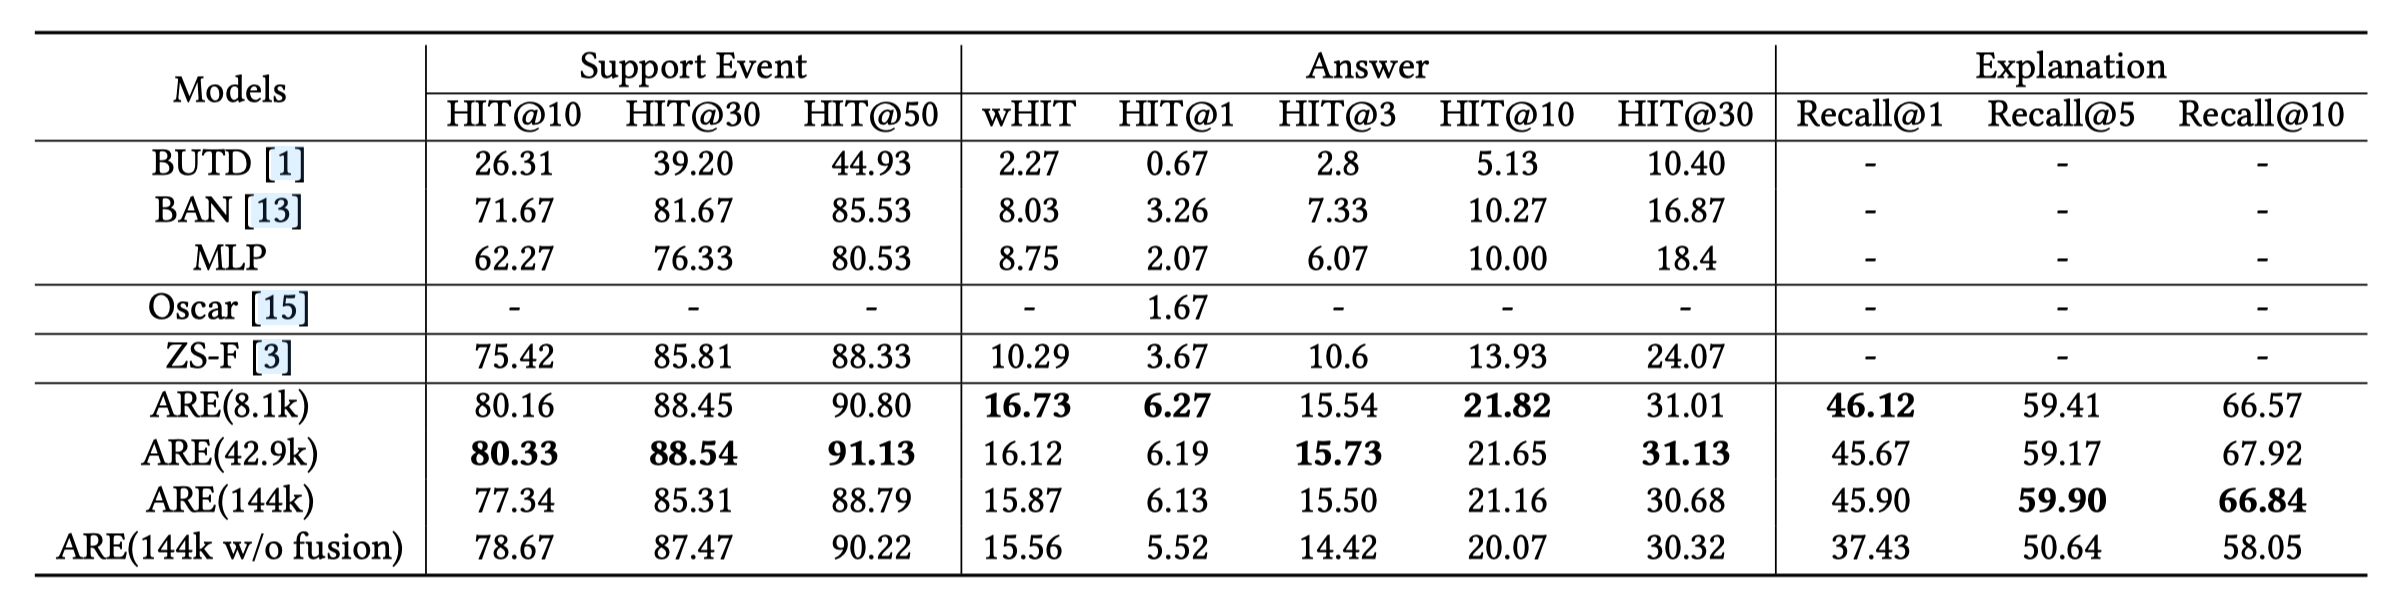 Models Support Event Answer Explanation
HIT@10 HIT@30 HIT@50 wHIT HIT@1 HIT@3 HIT@10 HIT@30 Recall@1 Recall@5 Recall@10
BUTD [1] 26.31 39.20 44.93 2.27 0.67 2.8 5.13 10.40 - - -
BAN [13] 71.67 81.67 85.53 8.03 3.26 7.33 10.27 16.87 - - -
MLP 62.27 76.33 80.53 8.75 2.07 6.07 10.00 18.4 - - -
Oscar [15] - - - - 1.67 - - - - - -
ZS-F [3] 75.42 85.81 88.33 10.29 3.67 10.6 13.93 24.07 - - -
ARE(8.1k) 80.16 88.45 90.80 16.73 6.27 15.54 21.82 31.01 46.12 59.41 66.57
ARE(42.9k) 80.33 88.54 91.13 16.12 6.19 15.73 21.65 31.13 45.67 59.17 67.92
ARE(144k) 77.34 85.31 88.79 15.87 6.13 15.50 21.16 30.68 45.90 59.90 66.84
ARE(144k w/o fusion) 78.67 87.47 90.22 15.56 5.52 14.42 20.07 30.32 37.43 50.64 58.05